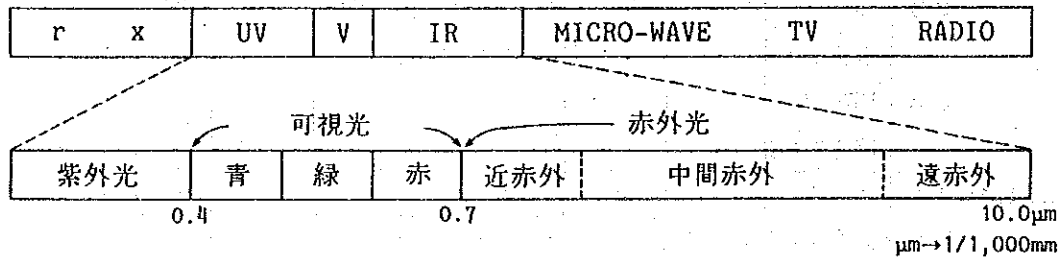 r x UV V IR MICRO-WAVE TV RADIO
可視光 赤外光
紫外光 青 緑 赤 近赤外 中間赤外 遠赤外
0.4 0.7 10.0μm
μm→1/1,000mm